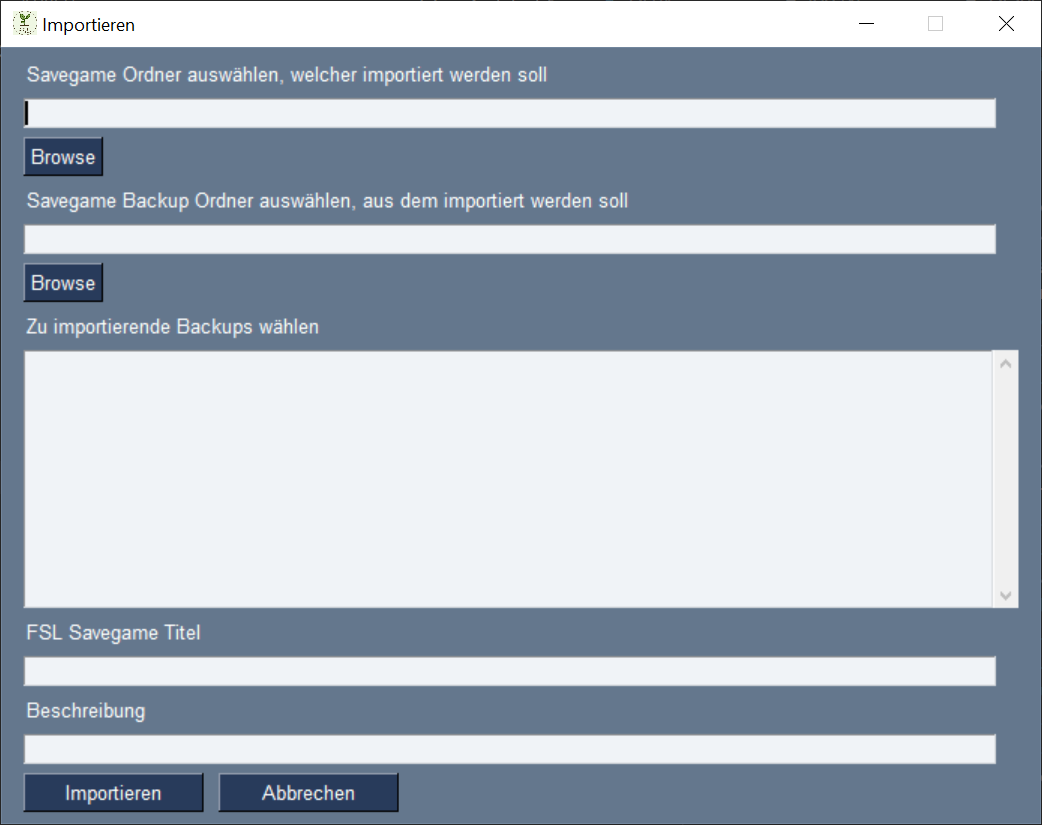 Importieren
Savegame Ordner auswählen, welcher importiert werden soll
Browse
Savegame Backup Ordner auswählen, aus dem importiert werden soll
Browse
Zu importierende Backups wählen
FSL Savegame Titel
Beschreibung
Importieren Abbrechen